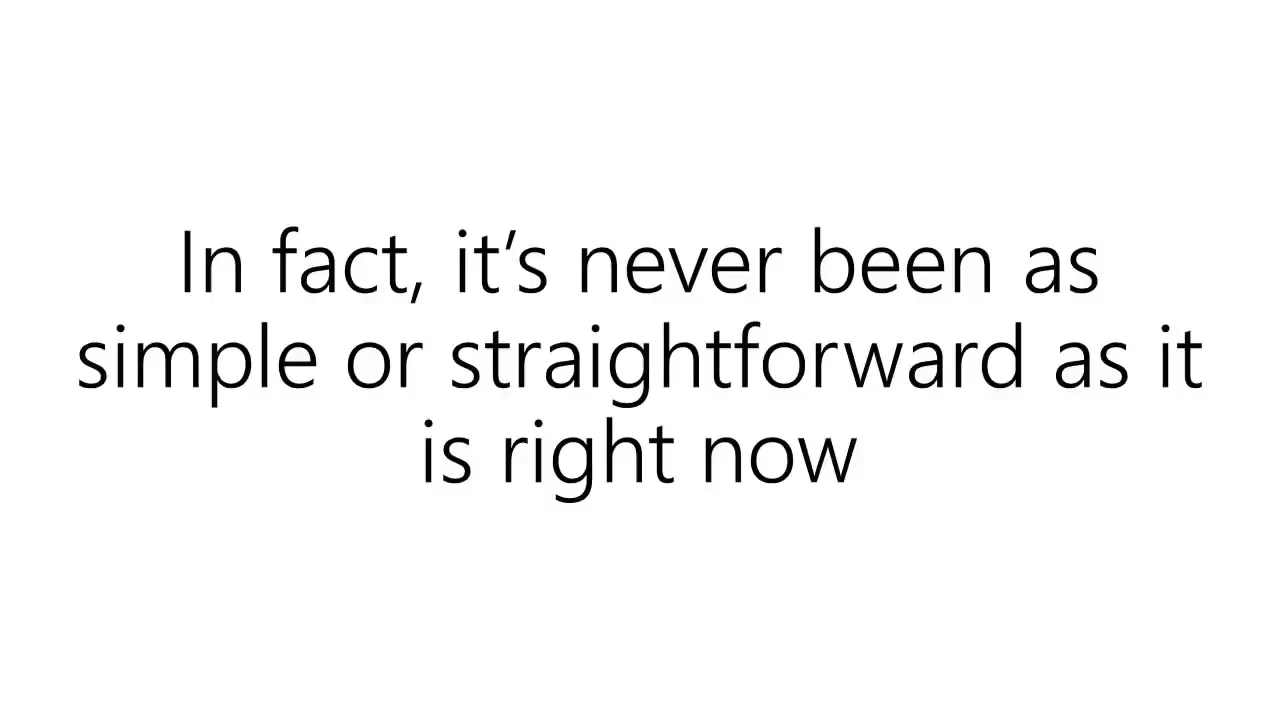 In fact, it’s never been as
simple or straightforward as it
is right now